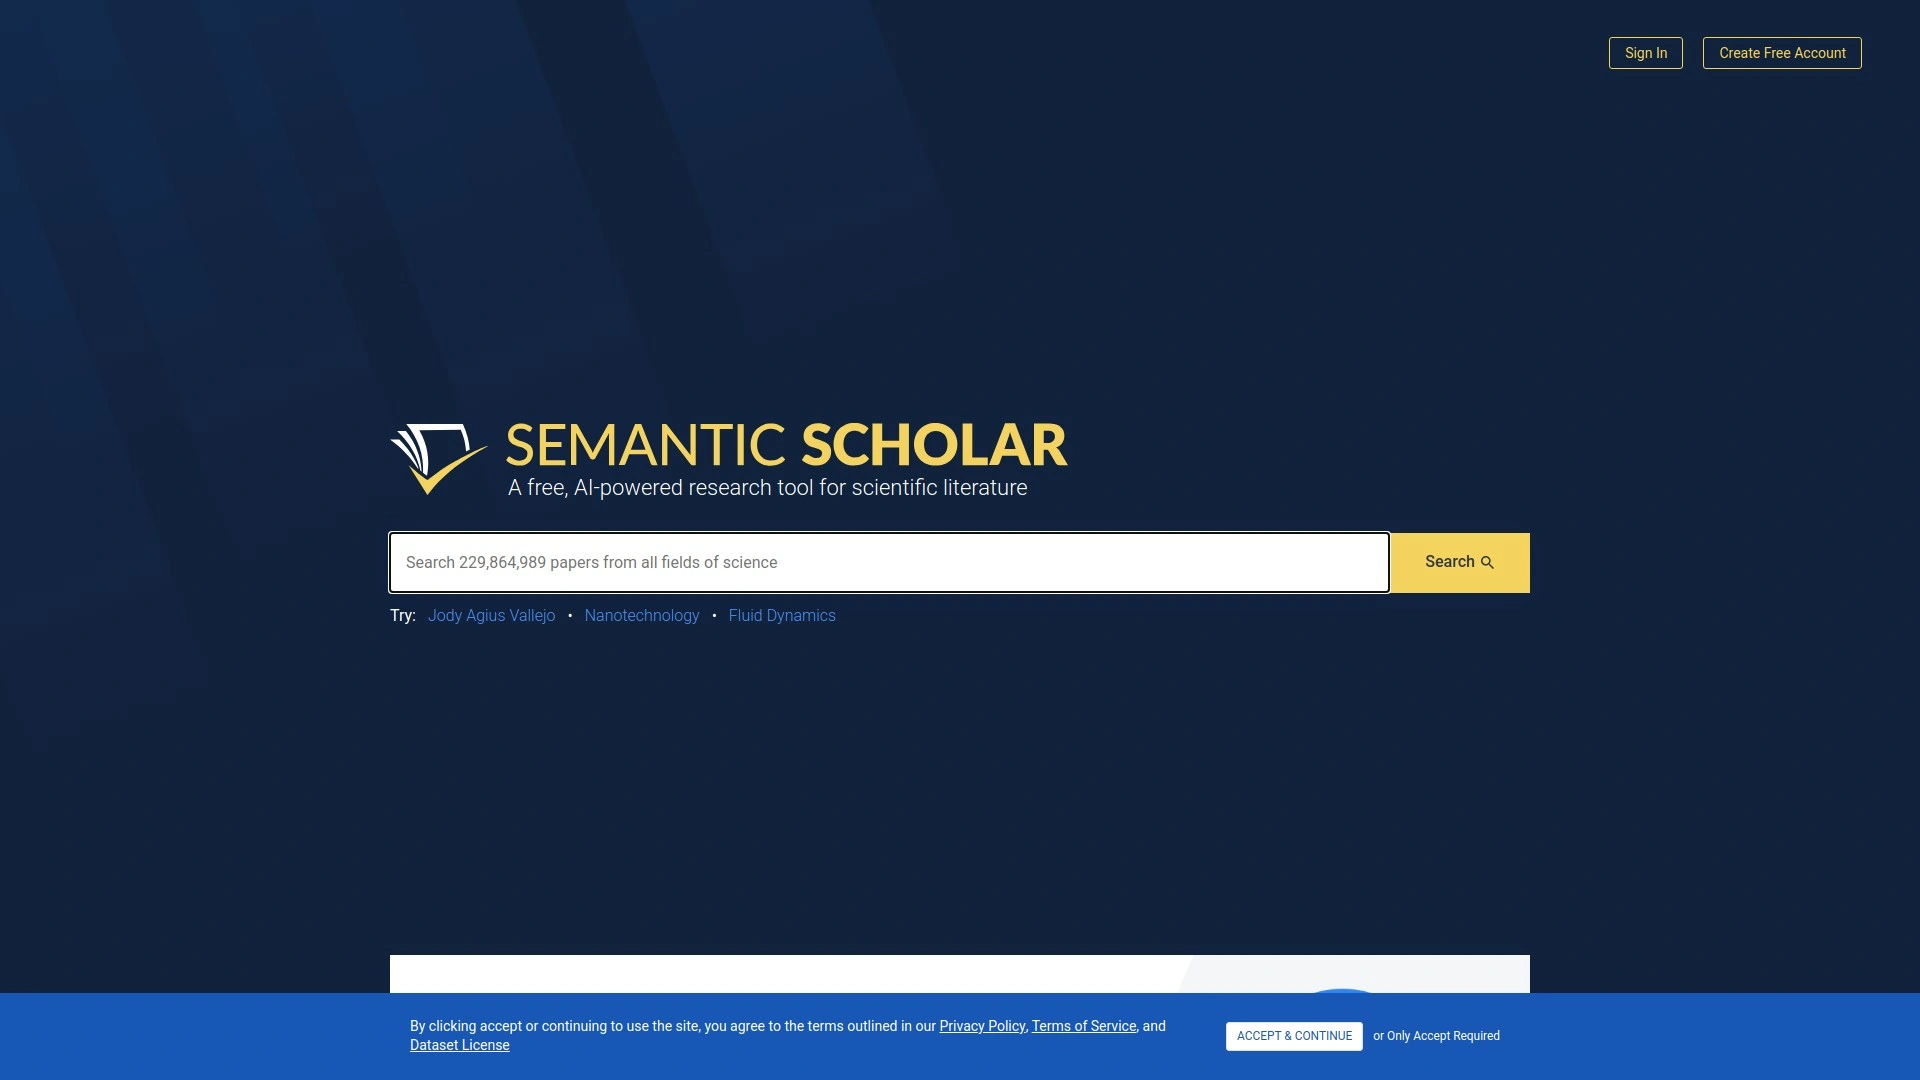 Sign In
Create Free Account
SEMANTIC SCHOLAR
A free, AI-powered research tool for scientific literature
Search 229,864,989 papers from all fields of science
Search
Try: Jody Agius Vallejo • Nanotechnology • Fluid Dynamics
By clicking accept or continuing to use the site, you agree to the terms outlined in our Privacy Policy, Terms of Service, and
Dataset License
ACCEPT & CONTINUE
or Only Accept Required